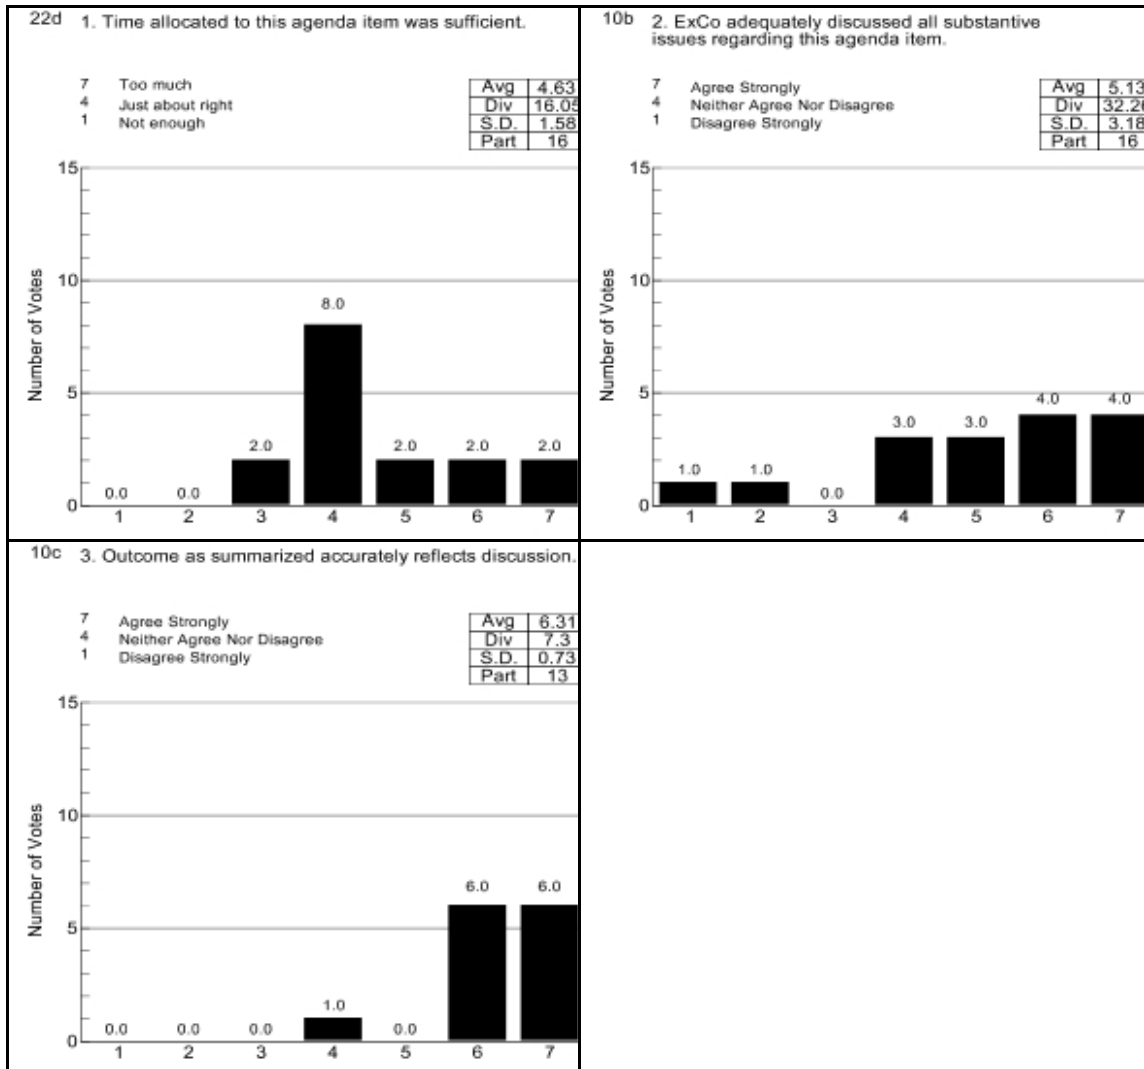 22d 1. Time allocated to this agenda item was sufficient.
7 Too much
4 Just about right
1 Not enough
Avg 4.63
Div 16.05
S.D. 1.58
Part 16
Number of Votes
15
10
5
0
0.0 0.0 2.0 8.0 2.0 2.0 2.0
1 2 3 4 5 6 7
10b 2. ExCo adequately discussed all substantive
issues regarding this agenda item.
7 Agree Strongly
4 Neither Agree Nor Disagree
1 Disagree Strongly
Avg 5.13
Div 32.26
S.D. 3.18
Part 16
Number of Votes
15
10
5
0
1.0 1.0 0.0 3.0 3.0 4.0 4.0
1 2 3 4 5 6 7
10c 3. Outcome as summarized accurately reflects discussion.
7 Agree Strongly
4 Neither Agree Nor Disagree
1 Disagree Strongly
Avg 6.31
Div 7.3
S.D. 0.73
Part 13
Number of Votes
15
10
5
0
0.0 0.0 0.0 1.0 0.0 6.0 6.0
1 2 3 4 5 6 7